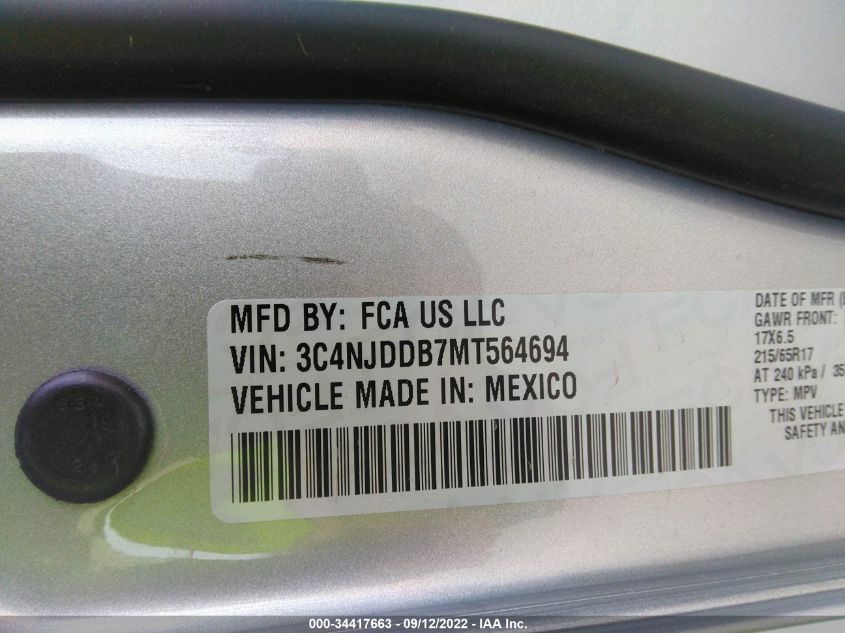 MFD BY: FCA US LLC
VIN: 3C4NJDDB7MT564694
VEHICLE MADE IN: MEXICO
DATE OF MFR
GAWR FRONT:
17X6.5
215/65R17
AT 240 kPa / 35
TYPE: MPV
THIS VEHICLE
SAFETY AN
000-34417663 - 09/12/2022 - IAA Inc.